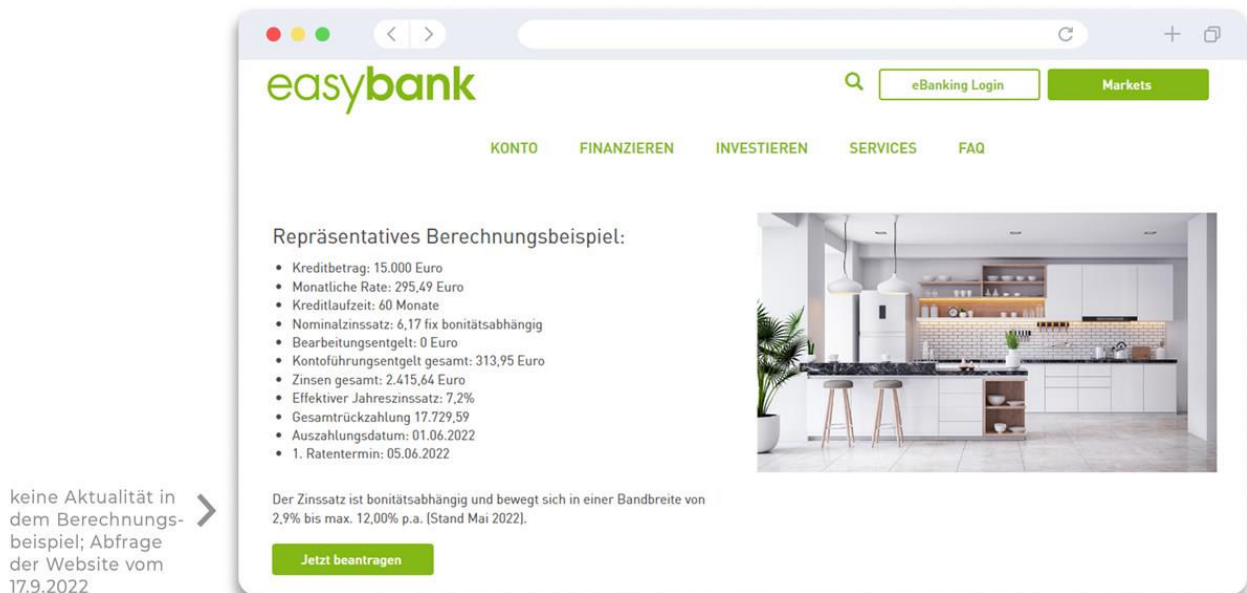 easybank
eBanking Login
Markets
KONTO FINANZIEREN INVESTIEREN SERVICES FAQ
Repräsentatives Berechnungsbeispiel:
• Kreditbetrag: 15.000 Euro
• Monatliche Rate: 295,49 Euro
• Kreditlaufzeit: 60 Monate
• Nominalzinssatz: 6,17 fix bonitätsabhängig
• Bearbeitungsentgelt: 0 Euro
• Kontoführungsentgelt gesamt: 313,95 Euro
• Zinsen gesamt: 2.415,64 Euro
• Effektiver Jahreszinssatz: 7,2%
• Gesamtrückzahlung 17.729,59
• Auszahlungsdatum: 01.06.2022
• 1. Ratentermin: 05.06.2022
Der Zinssatz ist bonitätsabhängig und bewegt sich in einer Bandbreite von
2,9% bis max. 12,00% p.a. (Stand Mai 2022).
Jetzt beantragen
keine Aktualität in
dem Berechnungs-
beispiel; Abfrage
der Website vom
17.9.2022